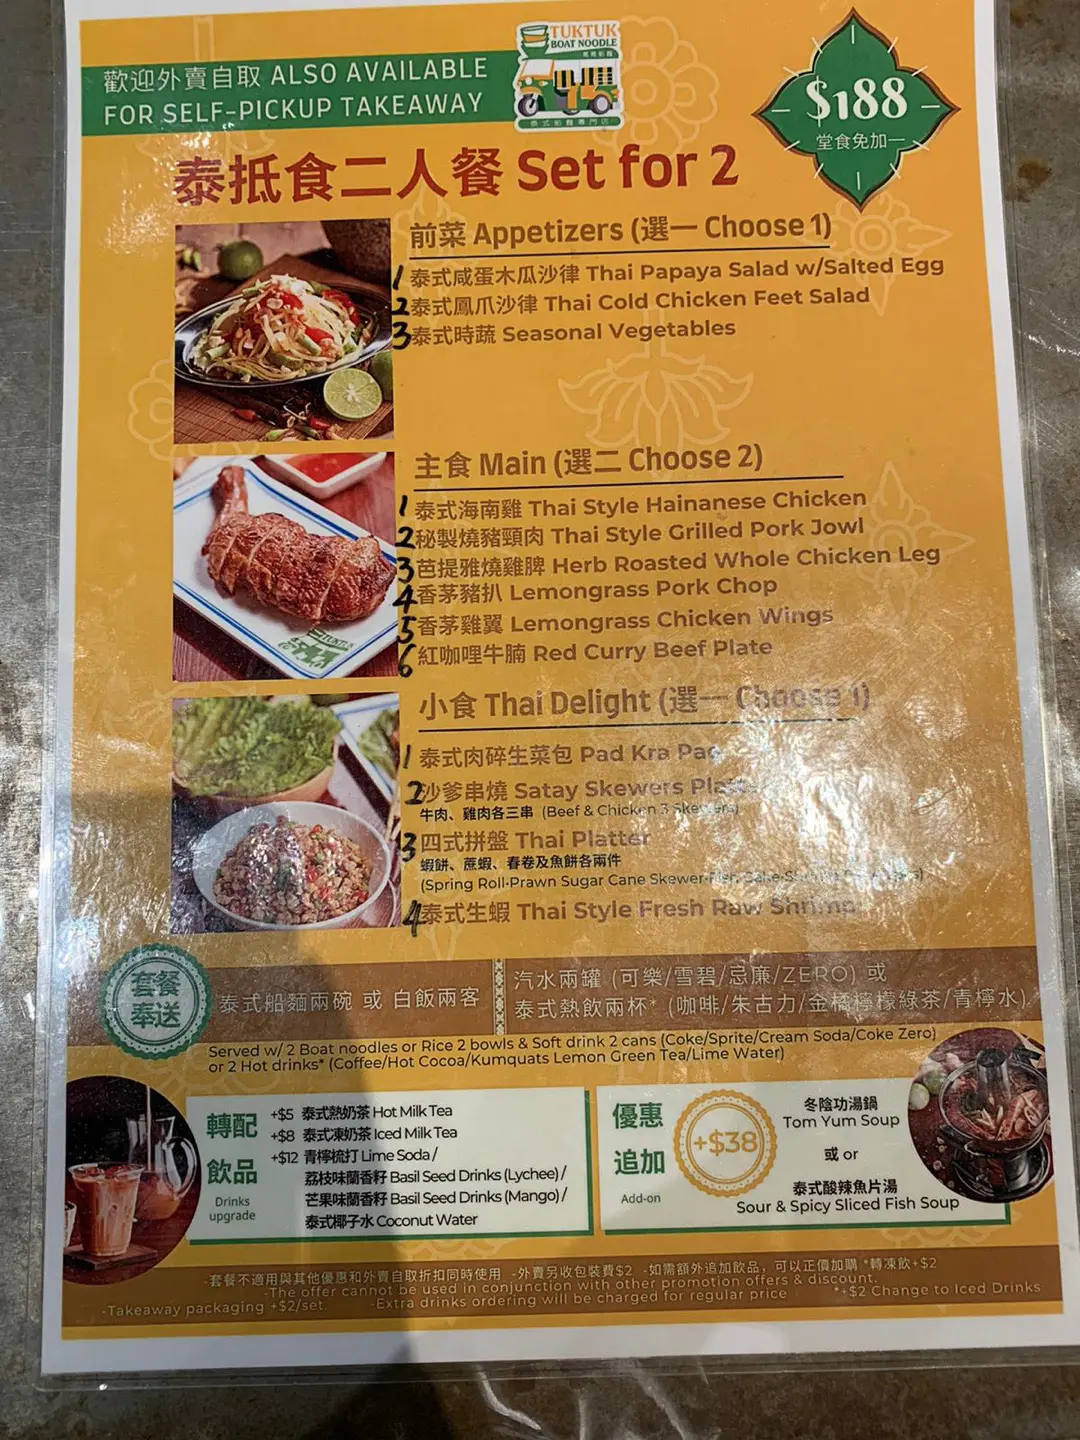 歡迎外賣自取 ALSO AVAILABLE
FOR SELF-PICKUP TAKEAWAY
TUKTUK
BOAT NOODLE
泰式船麵專門店
$188
堂食免加一
泰抵食二人餐 Set for 2
前菜 Appetizers (選一 Choose 1)
1 泰式咸蛋木瓜沙律 Thai Papaya Salad w/Salted Egg
2 泰式鳳爪沙律 Thai Cold Chicken Feet Salad
3 泰式時蔬 Seasonal Vegetables
主食 Main (選二 Choose 2)
1 泰式海南雞 Thai Style Hainanese Chicken
2 秘製燒豬頸肉 Thai Style Grilled Pork Jowl
3 芭提雅燒雞脾 Herb Roasted Whole Chicken Leg
4 香茅豬扒 Lemongrass Pork Chop
5 香茅雞翼 Lemongrass Chicken Wings
6 紅咖哩牛腩 Red Curry Beef Plate
小食 Thai Delight (選一 Choose 1)
1 泰式肉碎生菜包 Pad Kra Pao
2 沙爹串燒 Satay Skewers Platter
牛肉、雞肉各三串 (Beef & Chicken 3 Skewers)
3 四式拼盤 Thai Platter
蝦餅、蔗蝦、春卷及魚餅各兩件
(Spring Roll-Prawn Sugar Cane Skewer-Fish Cake-
4 泰式生蝦 Thai Style Fresh Raw Shrimp
套餐
奉送
泰式船麵兩碗 或 白飯兩客
汽水兩罐 (可樂/雪碧/忌廉/ZERO) 或
泰式熱飲兩杯* (咖啡/朱古力/金橘檸檬綠茶/青檸水)
Served w/ 2 Boat noodles or Rice 2 bowls & Soft drink 2 cans (Coke/Sprite/Cream Soda/Coke Zero)
or 2 Hot drinks* (Coffee/Hot Cocoa/Kumquats Lemon Green Tea/Lime Water)
轉配
飲品
Drinks
upgrade
+$5 泰式熱奶茶 Hot Milk Tea
+$8 泰式凍奶茶 Iced Milk Tea
+$12 青檸梳打 Lime Soda /
荔枝味蘭香籽 Basil Seed Drinks (Lychee) /
芒果味蘭香籽 Basil Seed Drinks (Mango) /
泰式椰子水 Coconut Water
優惠
追加
Add-on
+$38
冬陰功湯鍋
Tom Yum Soup
或 or
泰式酸辣魚片湯
Sour & Spicy Sliced Fish Soup
-套餐不適用與其他優惠和外賣自取折扣同時使用 -外賣另收包裝費$2 -如需額外追加飲品，可以正價加購 *轉凍飲+$2
-The offer cannot be used in conjunction with other promotion offers & discount.
-Takeaway packaging +$2/set. -Extra drinks ordering will be charged for regular price *+$2 Change to Iced Drinks